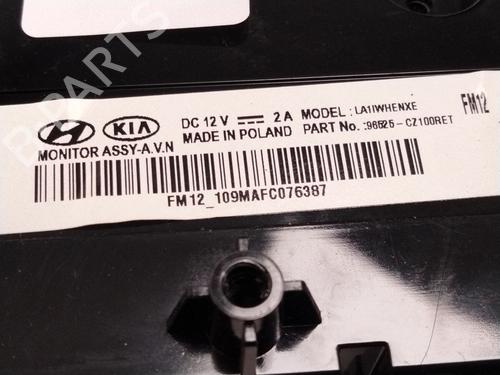 B-PARTS
KIA
DC 12 V 2 A MODEL : LA1IWHENXE
FM12
MONITOR ASSY-A.V.N
MADE IN POLAND PART No. :96525-CZ100RET
FM12_109MAFC076387